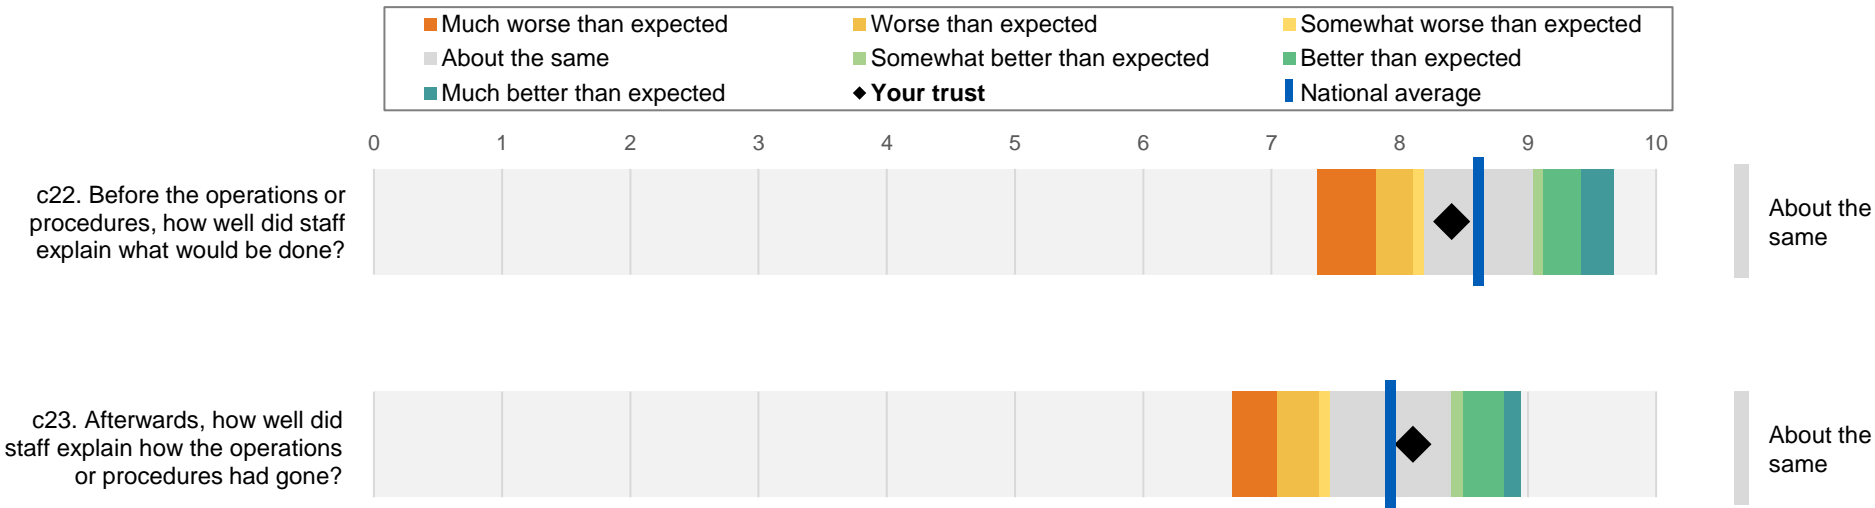 Much worse than expected
Worse than expected
Somewhat worse than expected
About the same
Somewhat better than expected
Better than expected
Much better than expected
Your trust
National average
0 1 2 3 4 5 6 7 8 9 10
c22. Before the operations or
procedures, how well did staff
explain what would be done?
About the
same
c23. Afterwards, how well did
staff explain how the operations
or procedures had gone?
About the
same